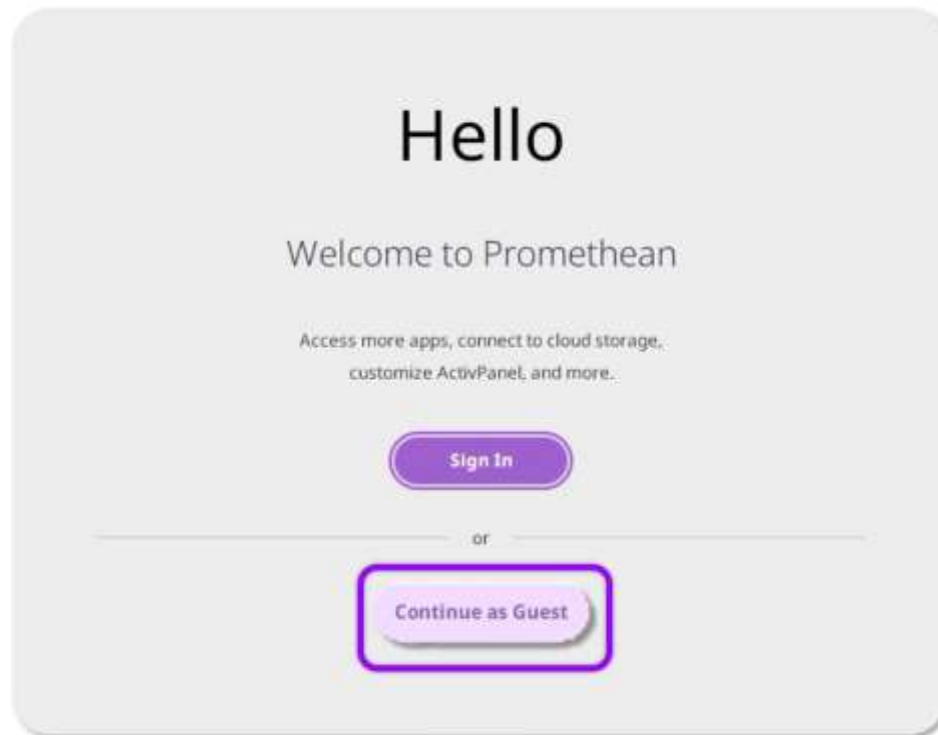 Hello
Welcome to Promethean
Access more apps, connect to cloud storage,
customize ActivPanel, and more.
Sign In
or
Continue as Guest